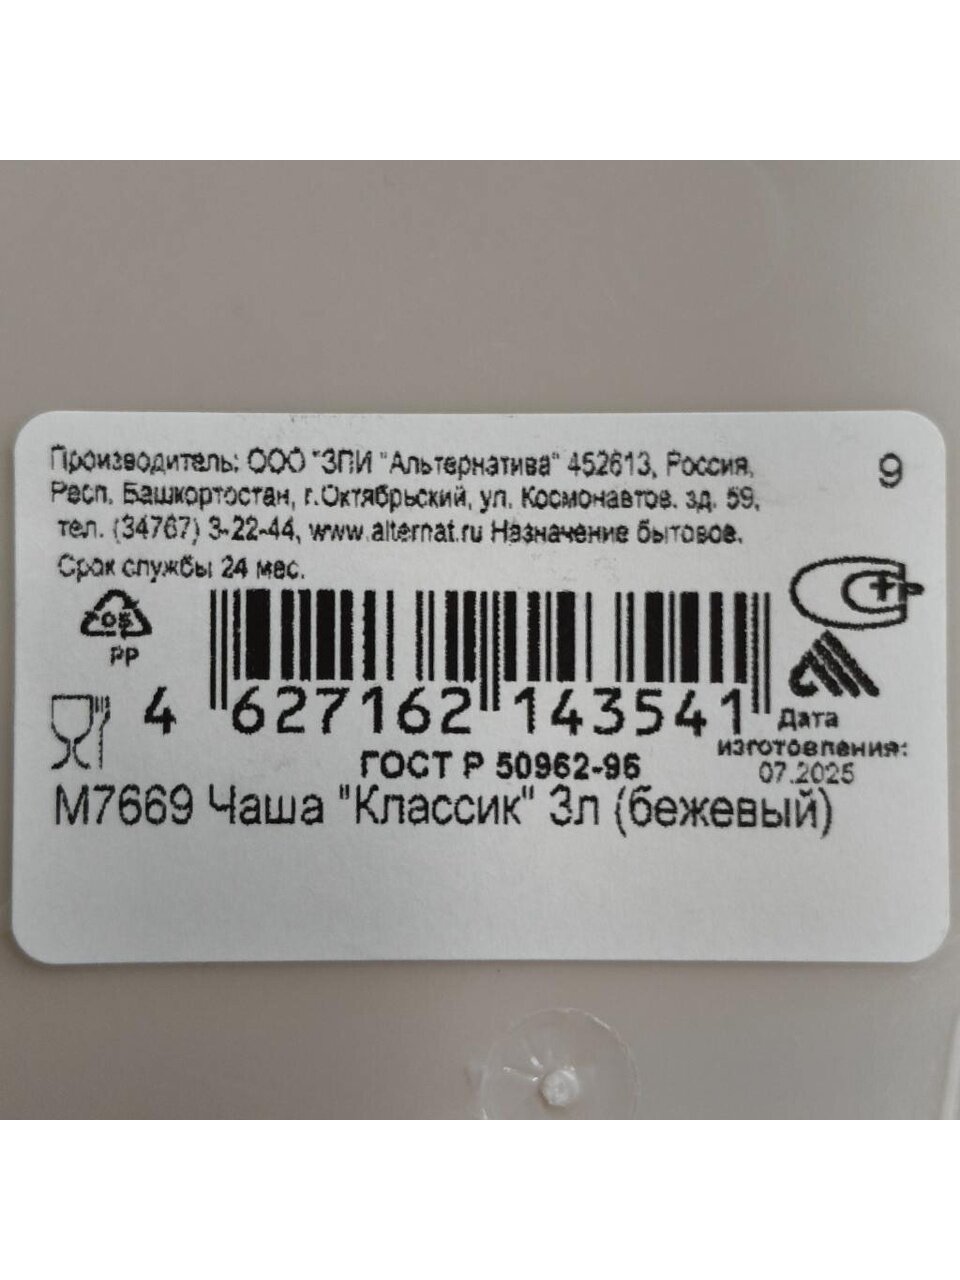 Производитель: ООО "ЗПИ "Альтернатива" 452613, Россия,
9
Респ. Башкортостан, г.Октябрьский, ул. Космонавтов. зд. 59,
тел. (34767) 3-22-44, www.alternat.ru Назначение бытовое.
Срок службы 24 мес.
05
PP
4 627162 143541
Дата
изготовления:
07.2025
ГОСТ Р 50962-96
М7669 Чаша "Классик" 3л (бежевый)